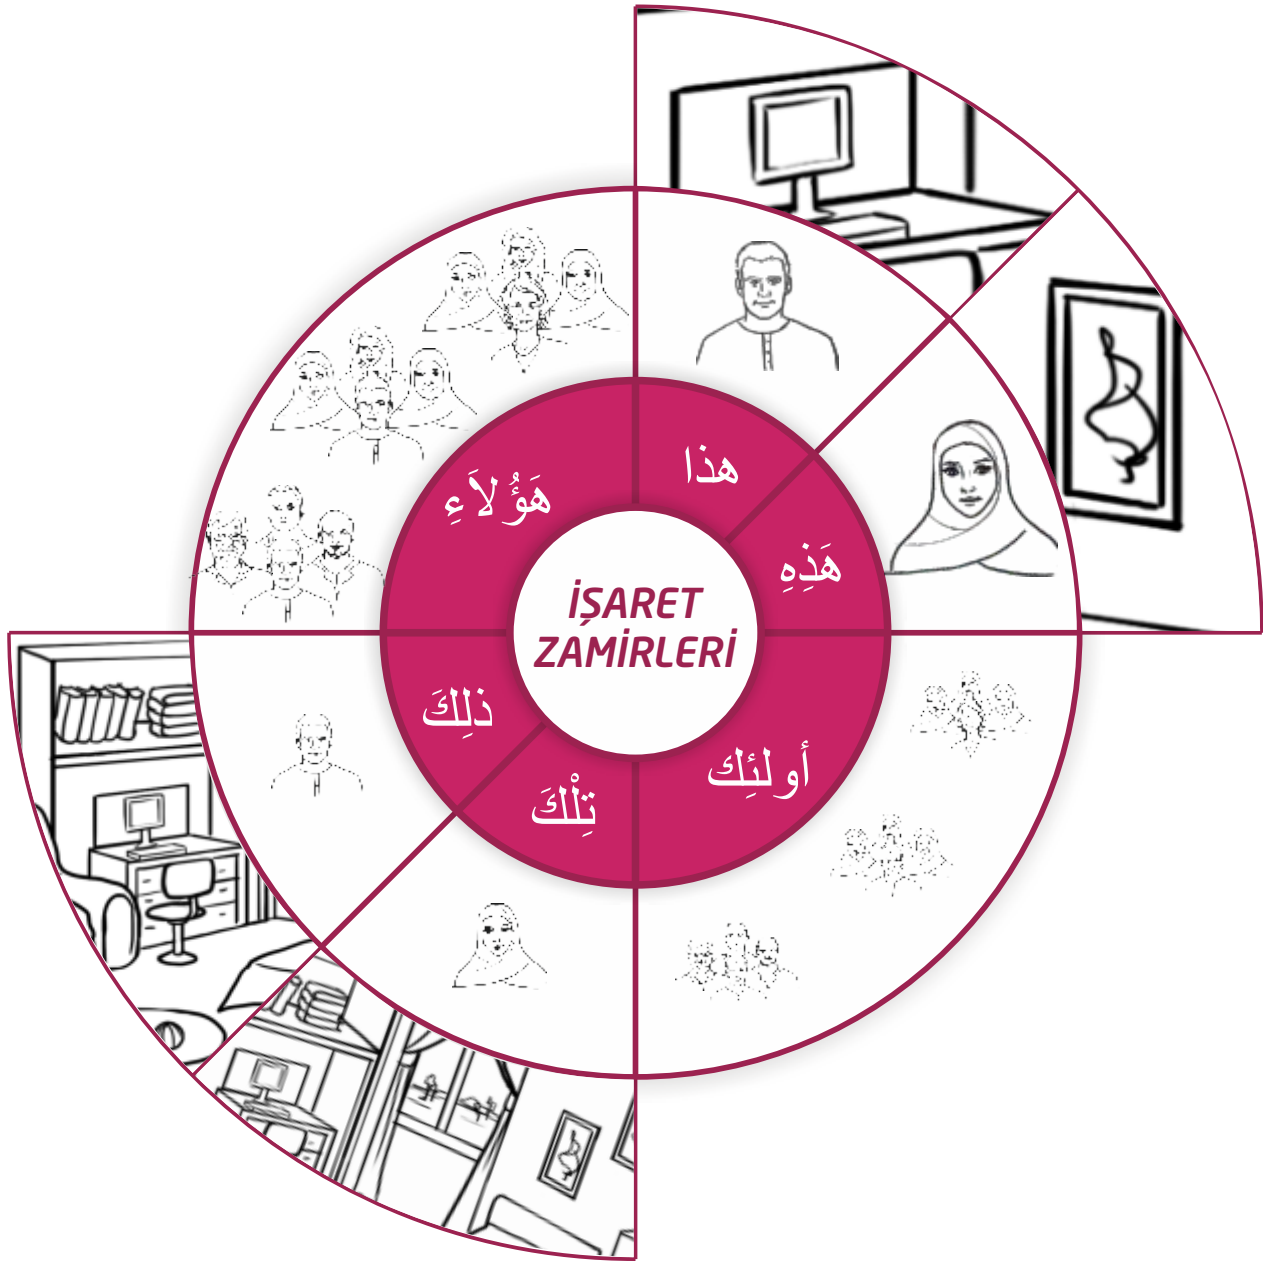 هذا
هَذِهِ
أولئِك
تِلْكَ
ذلِكَ
هَؤُلاَءِ
İŞARET
ZAMİRLERİ